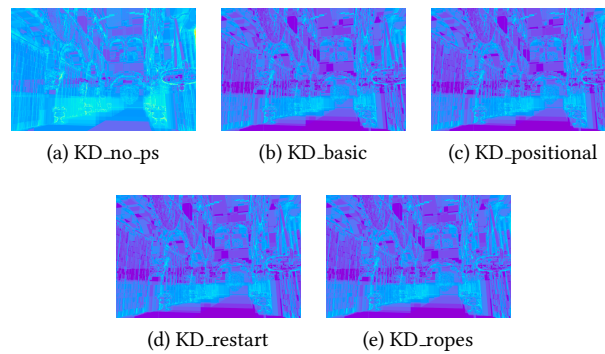 (a) KD_no_ps
(b) KD_basic
(c) KD_positional
(d) KD_restart
(e) KD_ropes